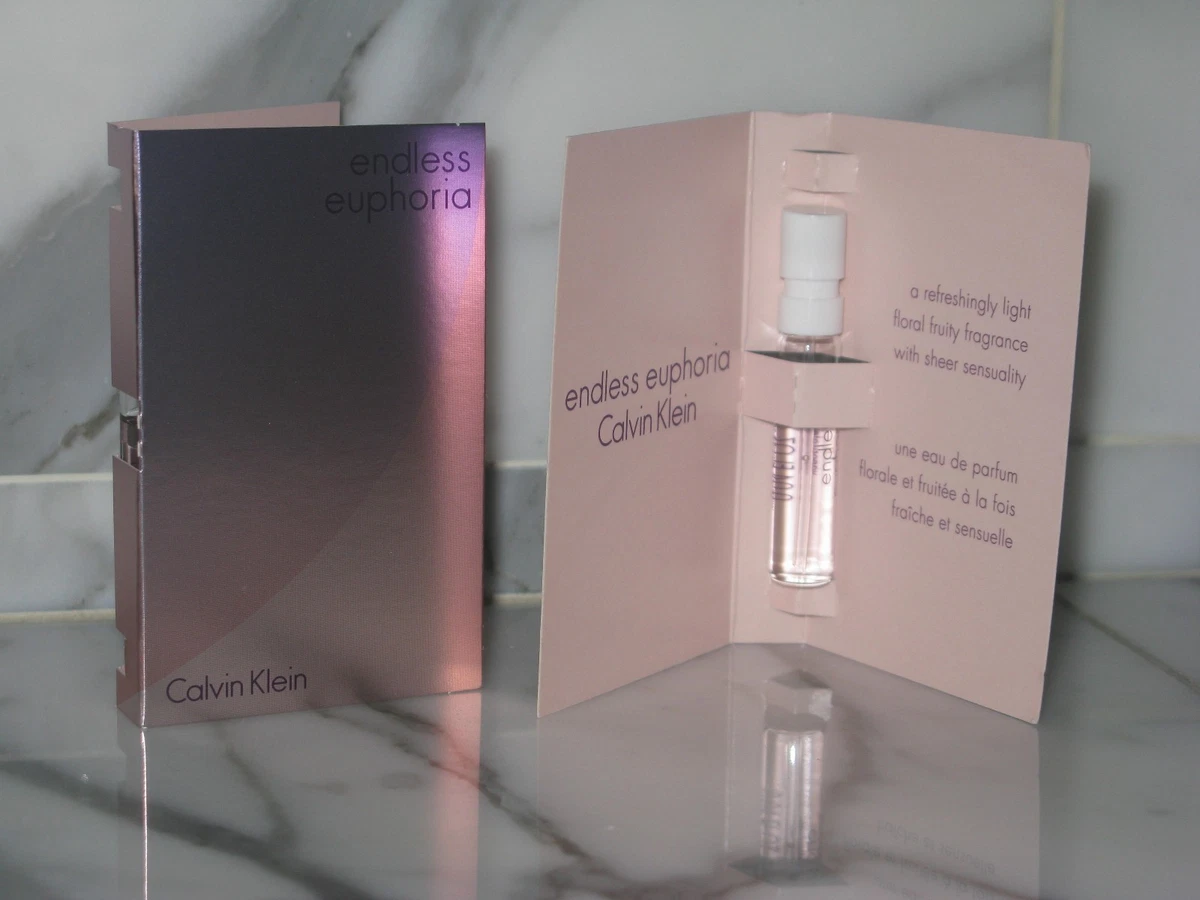 endless
euphoria
Calvin Klein
endless euphoria
Calvin Klein
a refreshingly light
floral fruity fragrance
with sheer sensuality
une eau de parfum
florale et fruitée à la fois
fraîche et sensuelle